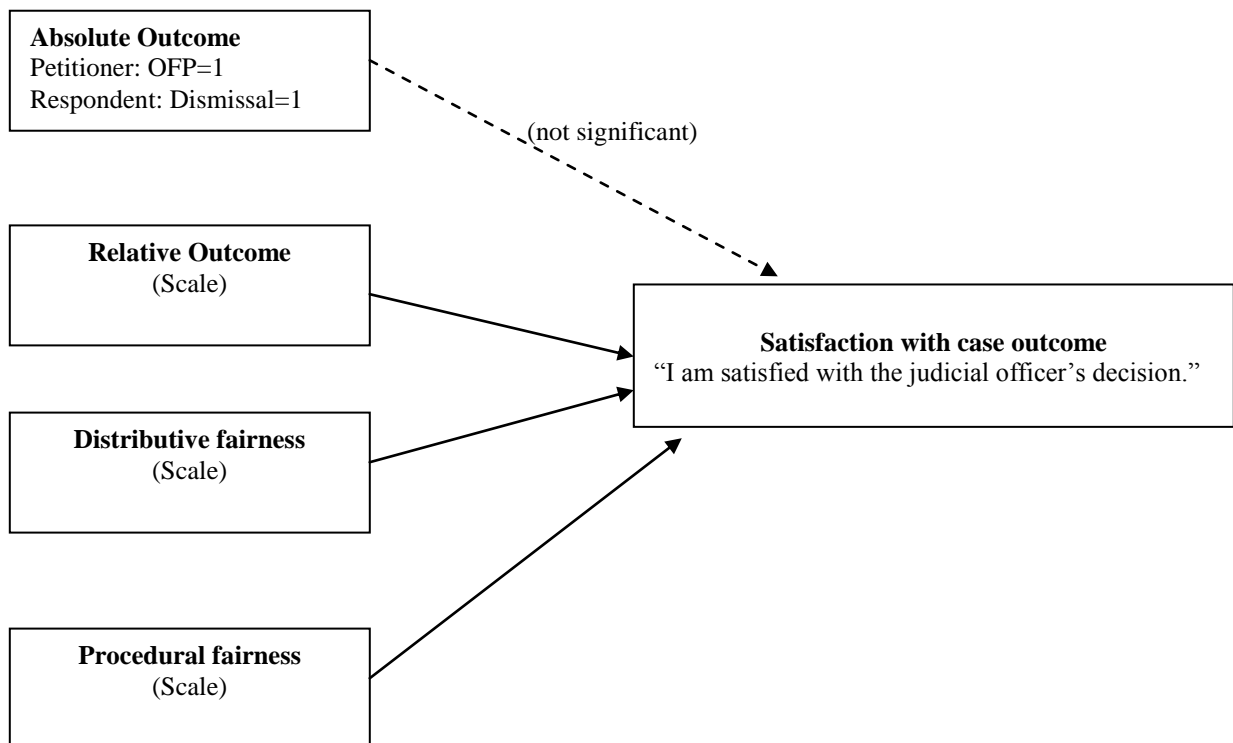 Absolute Outcome
Petitioner: OFP=1
Respondent: Dismissal=1
(not significant)
Relative Outcome
(Scale)
Satisfaction with case outcome
“I am satisfied with the judicial officer’s decision.”
Distributive fairness
(Scale)
Procedural fairness
(Scale)